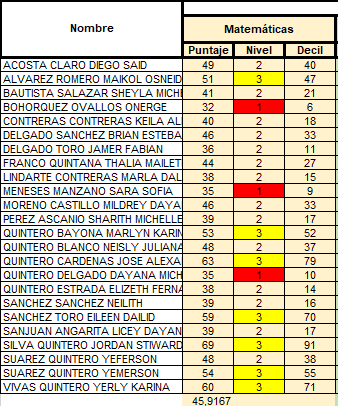 Nombre Matemáticas
Puntaje Nivel Decil
ACOSTA CLARO DIEGO SAID 49 2 40
ALVAREZ ROMERO MAIKOL OSNEID 51 3 47
BAUTISTA SALAZAR SHEYLA MICHE 41 2 21
BOHORQUEZ OVALLOS ONERGE 32 1 6
CONTRERAS CONTRERAS KEILA AL 40 2 18
DELGADO SANCHEZ BRIAN ESTEBA 46 2 33
DELGADO TORO JAMER FABIAN 36 2 11
FRANCO QUINTANA THALIA MAILET 44 2 27
LINDARTE CONTRERAS MARLA DAL 38 2 15
MENESES MANZANO SARA SOFIA 35 1 9
MORENO CASTILLO MILDREY DAYA 46 2 33
PEREZ ASCANIO SHARITH MICHELLE 39 2 17
QUINTERO BAYONA MARLYN KARIN 53 3 52
QUINTERO BLANCO NEISLY JULIANA 48 2 37
QUINTERO CARDENAS JOSE ALEXA 63 3 79
QUINTERO DELGADO DAYANA MICH 35 1 10
QUINTERO ESTRADA ELIZETH FERNA 38 2 14
SANCHEZ SANCHEZ NEILITH 39 2 16
SANCHEZ TORO EILEEN DAILID 59 3 70
SANJUAN ANGARITA LICEY DAYAN 39 2 17
SILVA QUINTERO JORDAN STIWARD 69 3 91
SUAREZ QUINTERO YEFERSON 48 2 38
SUAREZ QUINTERO YEMERSON 54 3 55
VIVAS QUINTERO YERLY KARINA 60 3 71
45,9167